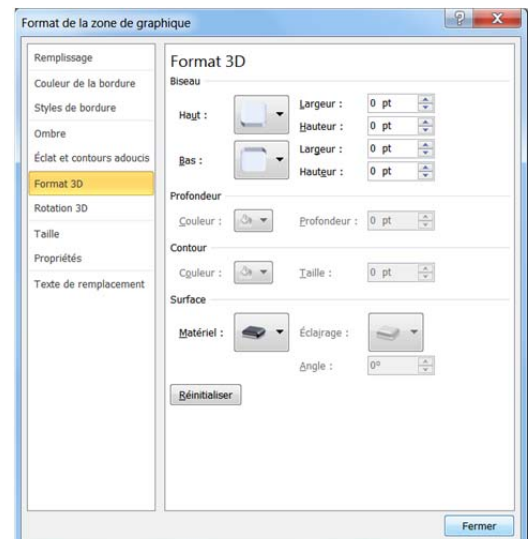 Format de la zone de graphique
Remplissage
Couleur de la bordure
Styles de bordure
Ombre
Éclat et contours adoucis
Format 3D
Rotation 3D
Taille
Propriétés
Texte de remplacement
Format 3D
Biseau
Haut :
Largeur : 0 pt
Hauteur : 0 pt
Bas :
Largeur : 0 pt
Hauteur : 0 pt
Profondeur
Couleur : Profondeur : 0 pt
Contour
Couleur : Taille : 0 pt
Surface
Matériel : Éclairage :
Angle : 0°
Réinitialiser
Fermer